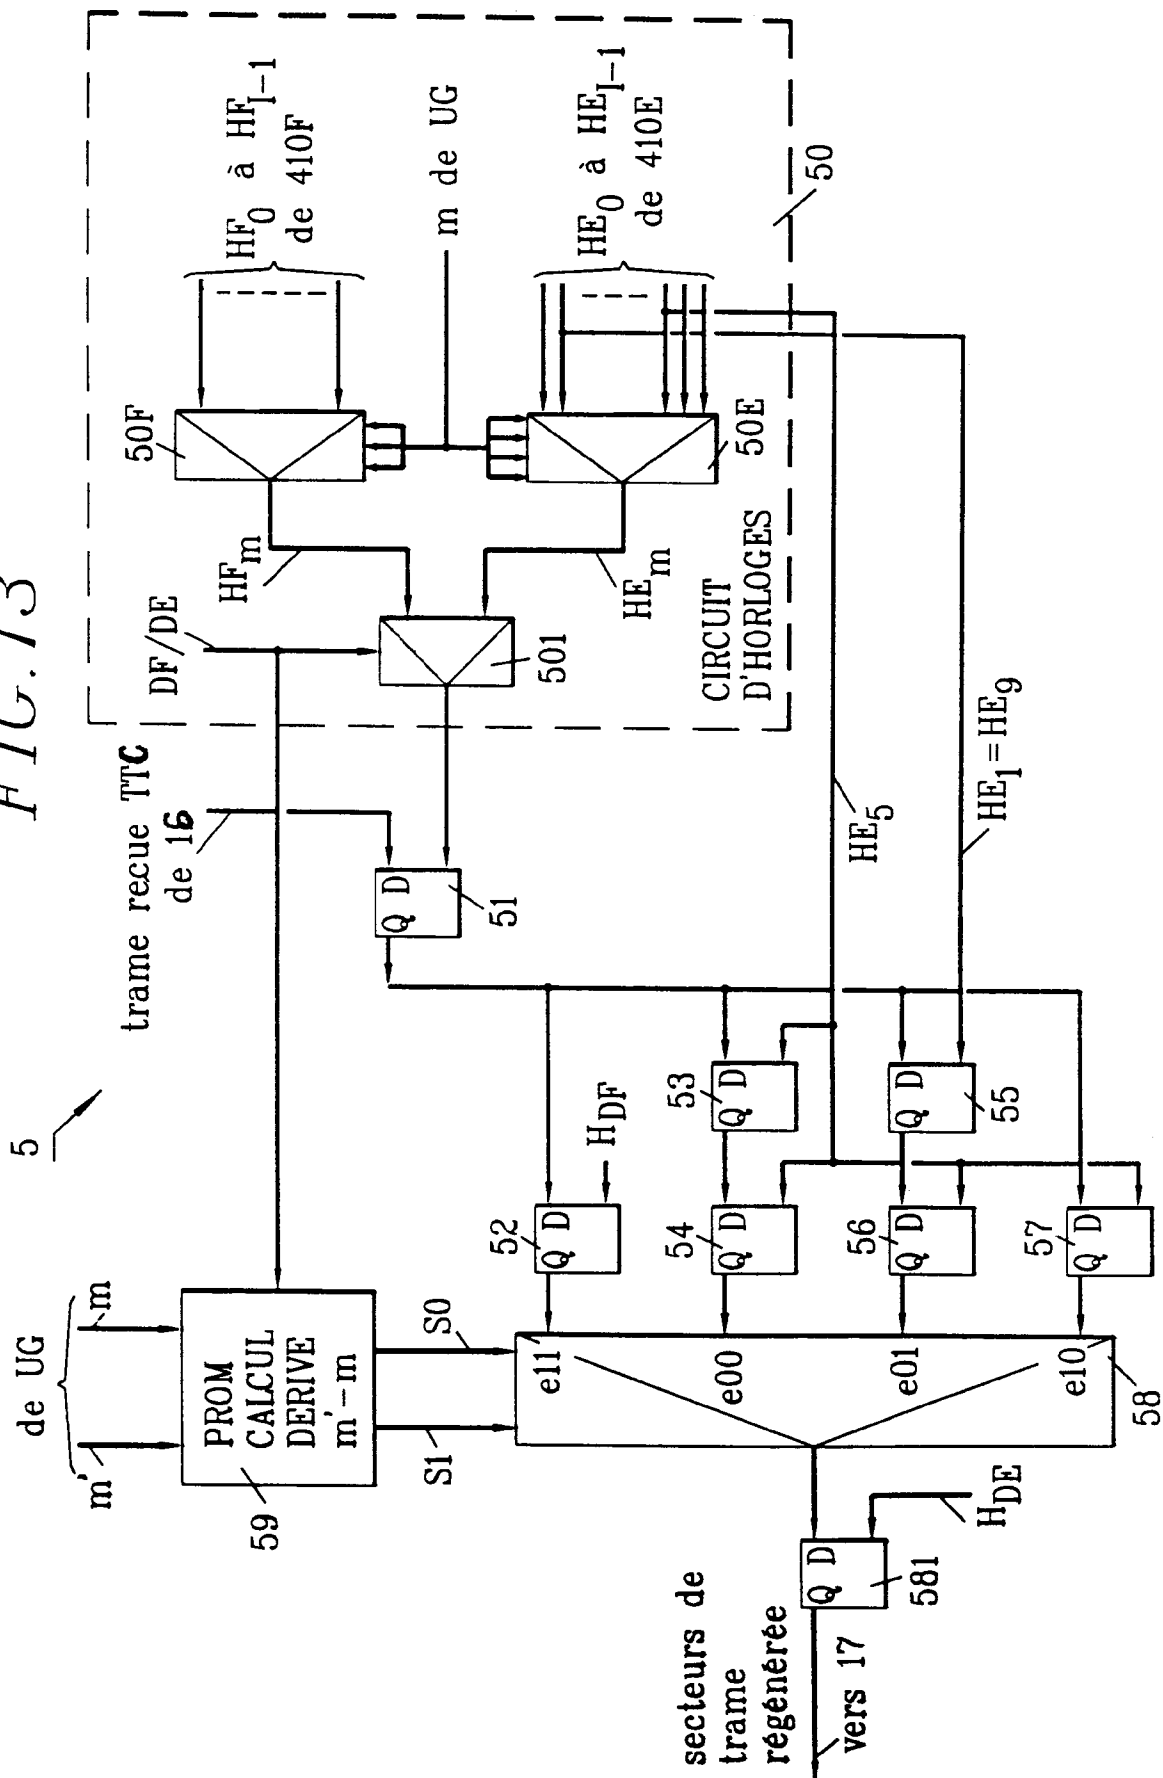 FIG. 13
5
trame recue TTC
de 16
DF/DE
HF0 à HFI-1
de 410F
m de UG
HE0 à HEI-1
de 410E
50F
50E
HFm
HEm
501
CIRCUIT
D'HORLOGES
50
HE5
HE1=HE9
Q D
51
de UG
m'
m
PROM
CALCUL
DERIVE
m'-m
59
S1
S0
52
Q D
HDF
53
Q D
54
Q D
55
Q D
56
Q D
57
Q D
e11
e00
e01
e10
58
HDE
Q D
581
secteurs de
trame
régénérée
vers 17